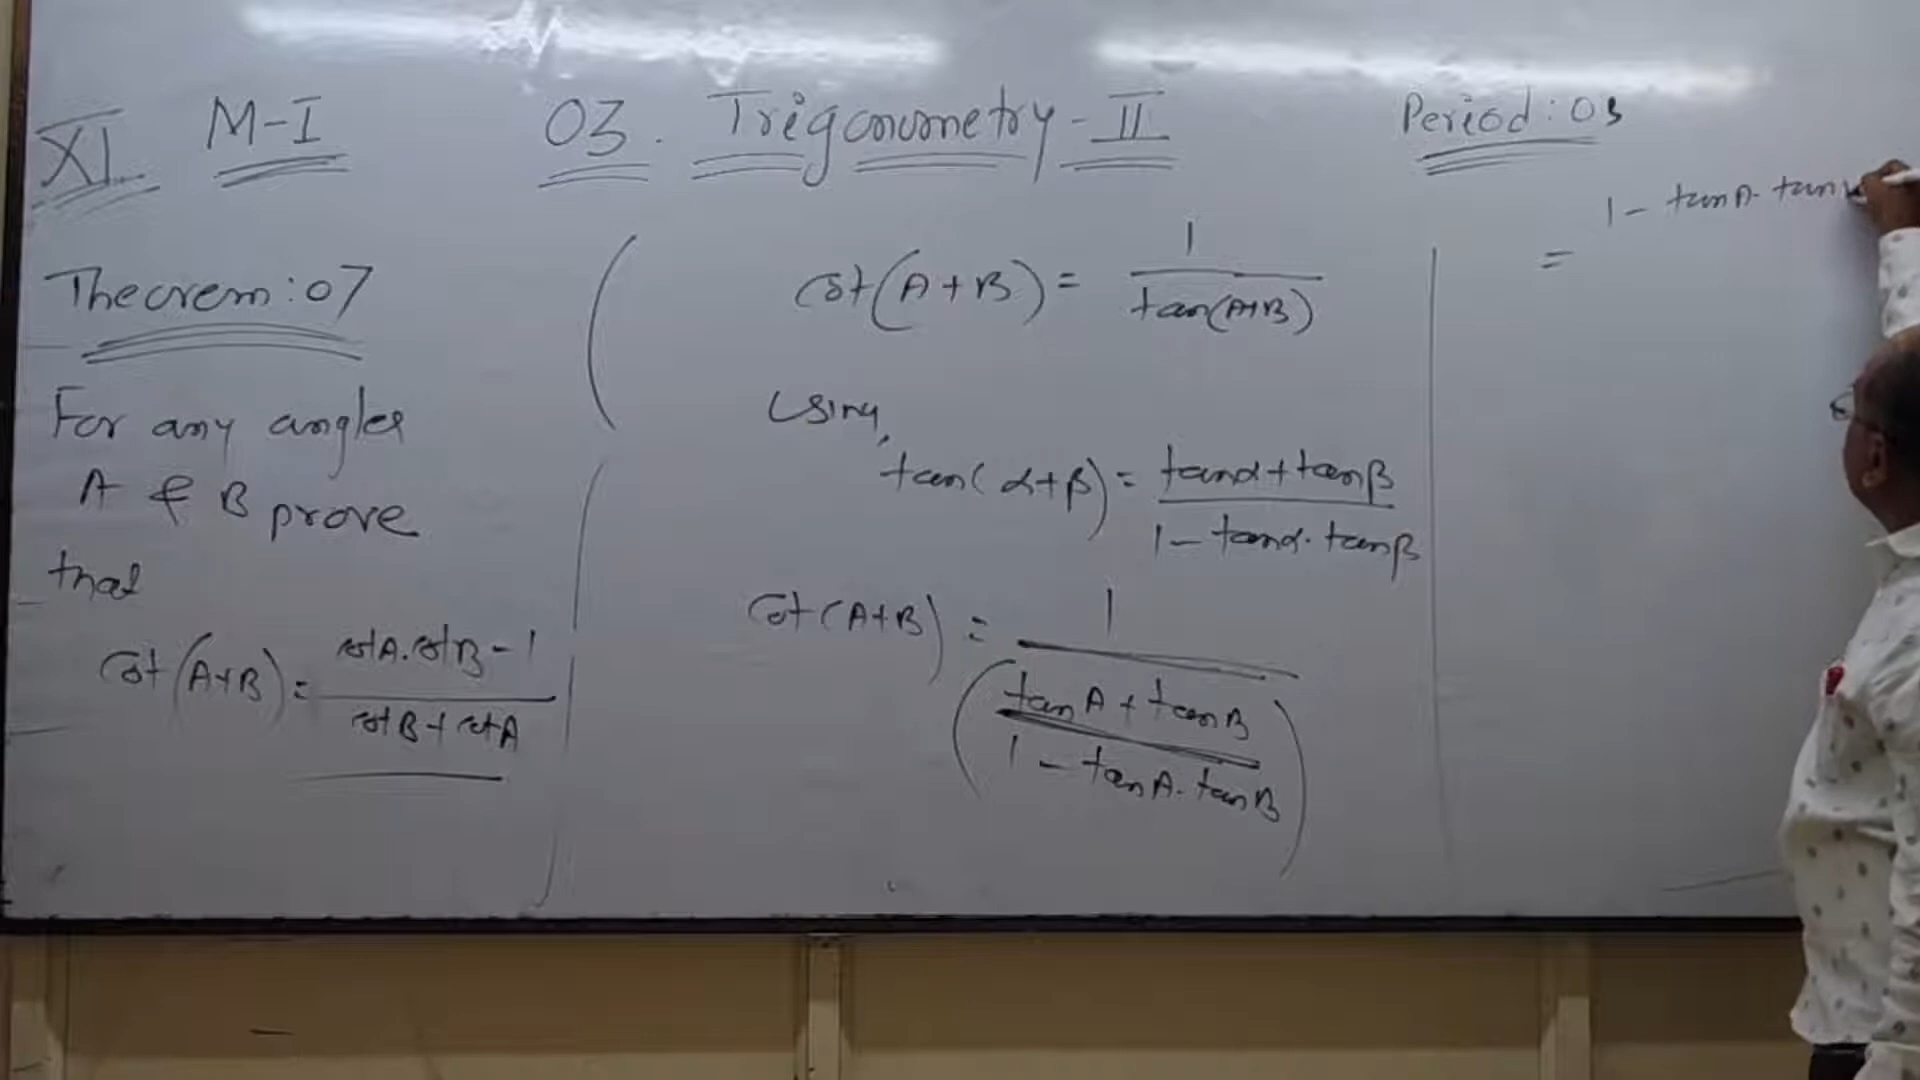 XI M-I 03. Trigonometry-II Period: 03
Theorem: 07
For any angles
A & B prove
that
cot(A+B) = cotA.cotB-1 / cotB+cotA
cot(A+B) = 1 / tan(A+B)
Using,
tan(α+β) = tanα+tanβ / 1-tanα.tanβ
cot(A+B) = 1 / (tanA+tanB / 1-tanA.tanB)
= 1-tanA.tan